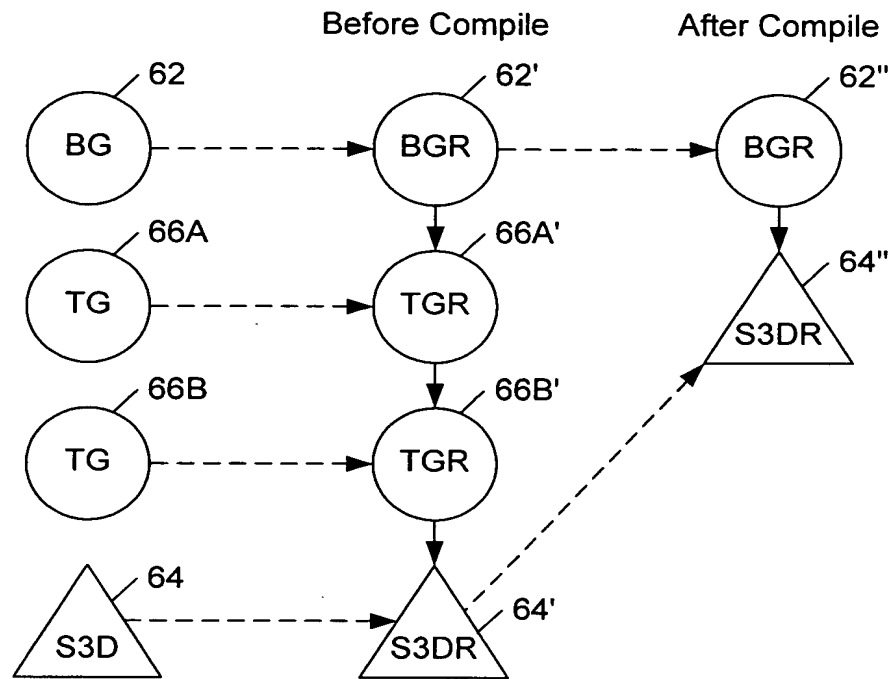 Before Compile
After Compile
62
62'
62"
BG
BGR
BGR
66A
66A'
64"
TG
TGR
S3DR
66B
66B'
TG
TGR
64
64'
S3D
S3DR